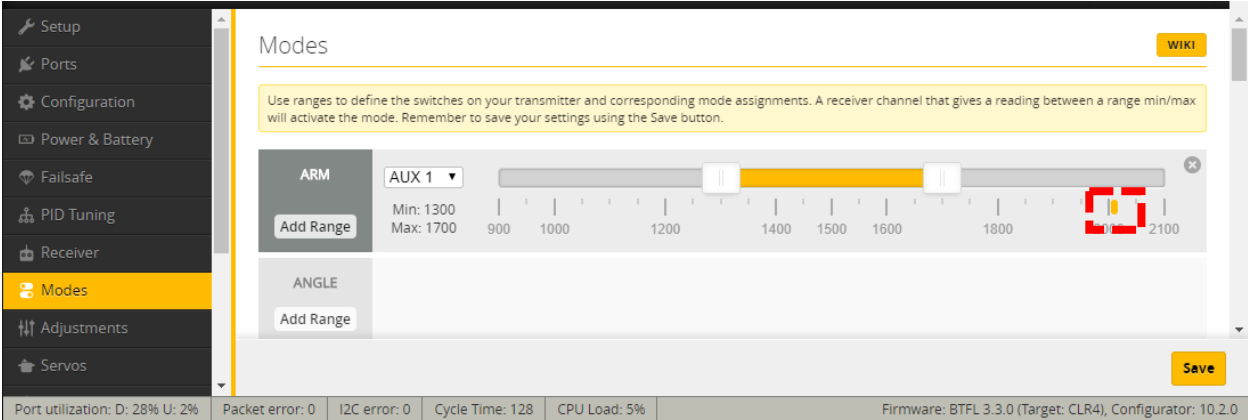 Setup
Ports
Configuration
Power & Battery
Failsafe
PID Tuning
Receiver
Modes
Adjustments
Servos
Modes
WIKI
Use ranges to define the switches on your transmitter and corresponding mode assignments. A receiver channel that gives a reading between a range min/max
will activate the mode. Remember to save your settings using the Save button.
ARM
Add Range
AUX 1
Min: 1300
Max: 1700
900 1000 1200 1400 1500 1600 1800 2000 2100
ANGLE
Add Range
Save
Port utilization: D: 28% U: 2% Packet error: 0 I2C error: 0 Cycle Time: 128 CPU Load: 5% Firmware: BTFL 3.3.0 (Target: CLR4), Configurator: 10.2.0